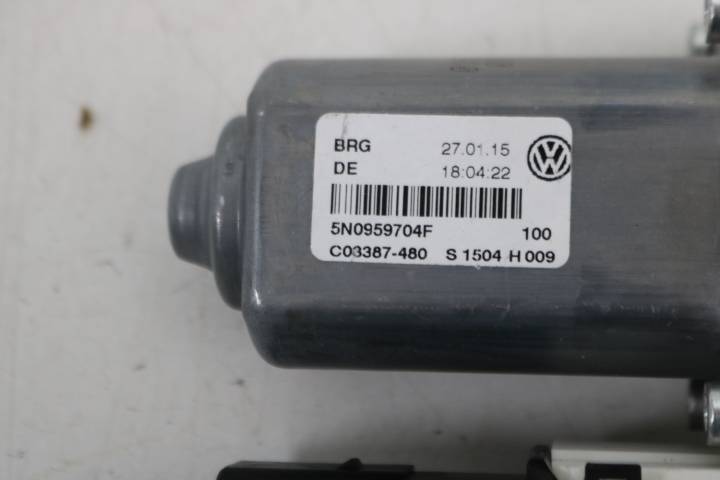 BRG 27.01.15
DE 18:04:22
5N0959704F 100
C03387-480 S 1504 H 009